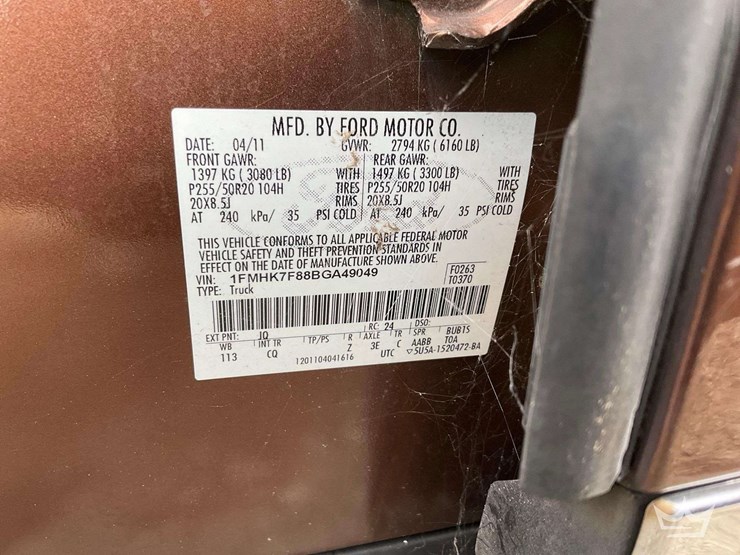 MFD. BY FORD MOTOR CO.
DATE: 04/11 GVWR: 2794 KG ( 6160 LB)
FRONT GAWR: REAR GAWR:
1397 KG ( 3080 LB) WITH 1497 KG ( 3300 LB) WITH
P255/50R20 104H TIRES P255/50R20 104H TIRES
20X8.5J RIMS 20X8.5J RIMS
AT 240 kPa/ 35 PSI COLD AT 240 kPa/ 35 PSI COLD
THIS VEHICLE CONFORMS TO ALL APPLICABLE FEDERAL MOTOR
VEHICLE SAFETY AND THEFT PREVENTION STANDARDS IN
EFFECT ON THE DATE OF MANUFACTURE SHOWN ABOVE.
VIN: 1FMHK7F88BGA49049 F0263
TYPE: Truck T0370
EXT PNT: JQ RC: 24 DSO:
WB INT TR TP/PS R AXLE TR SPR BUB1S
113 CQ Z 3E C AABB TOA
1201104041616 UTC 5U5A-1520472-BA